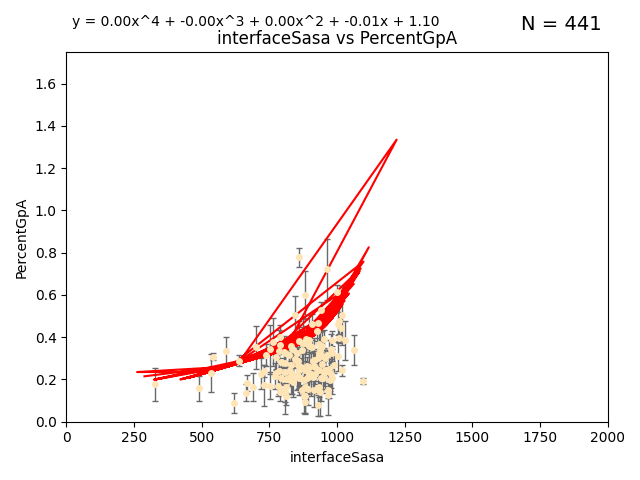 y = 0.00x^4 + -0.00x^3 + 0.00x^2 + -0.01x + 1.10
N = 441
interfaceSasa vs PercentGpA
1.6
1.4
1.2
1.0
0.8
0.6
0.4
0.2
0.0
PercentGpA
0 250 500 750 1000 1250 1500 1750 2000
interfaceSasa